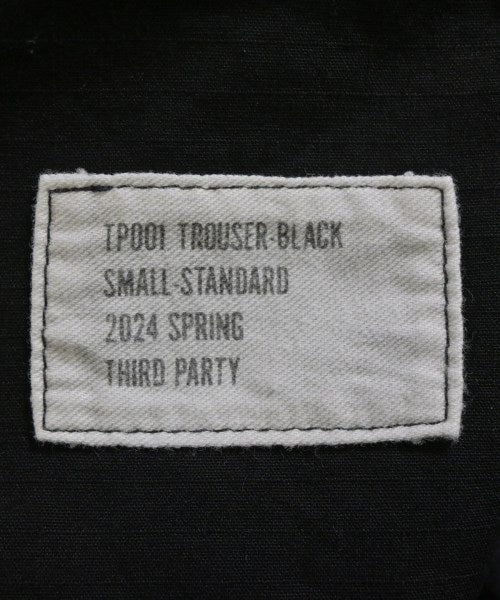 TP001 TROUSER-BLACK
SMALL-STANDARD
2024 SPRING
THIRD PARTY